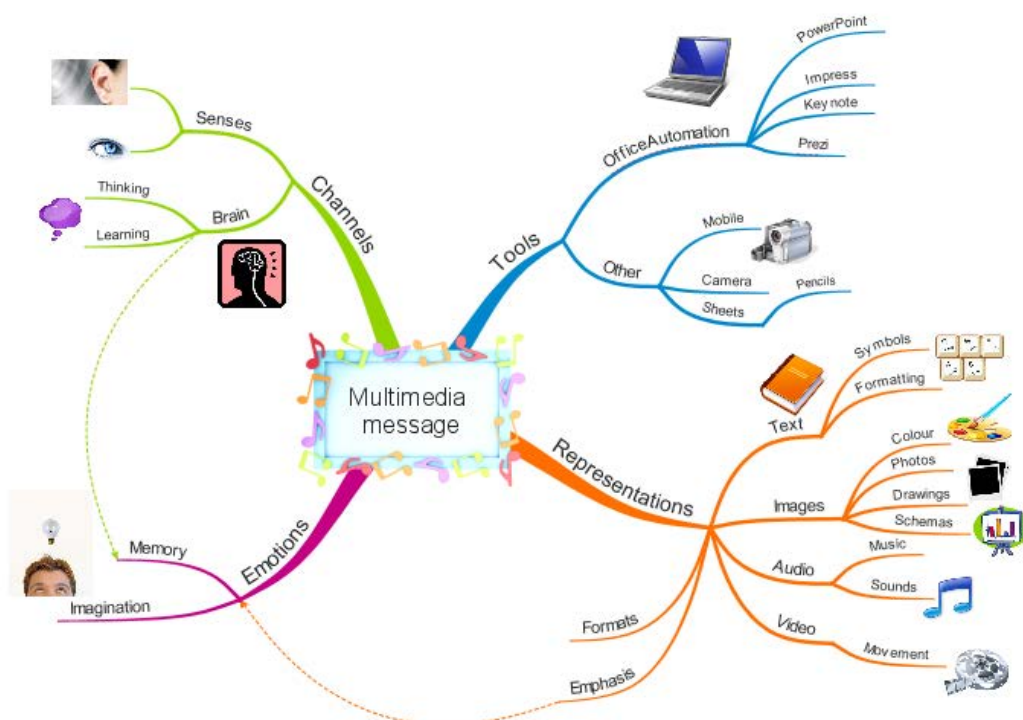 Multimedia
message
Channels
Senses
Brain
Thinking
Learning
Tools
OfficeAutomation
PowerPoint
Impress
Key note
Prezi
Other
Mobile
Camera
Sheets
Pencils
Representations
Text
Symbols
Formatting
Images
Colour
Photos
Drawings
Schemas
Audio
Music
Sounds
Video
Movement
Formats
Emphasis
Emotions
Memory
Imagination